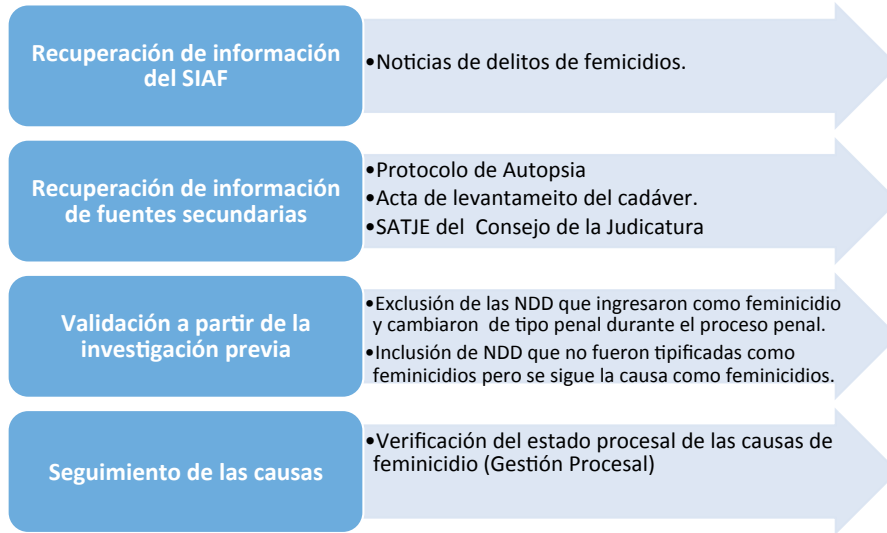 Recuperación de información
del SIAF
•Noticias de delitos de femicidios.
Recuperación de información
de fuentes secundarias
•Protocolo de Autopsia
•Acta de levantameito del cadáver.
•SATJE del Consejo de la Judicatura
Validación a partir de la
investigación previa
•Exclusión de las NDD que ingresaron como feminicidio
y cambiaron de tipo penal durante el proceso penal.
•Inclusión de NDD que no fueron tipificadas como
feminicidios pero se sigue la causa como feminicidios.
Seguimiento de las causas
•Verificación del estado procesal de las causas de
feminicidio (Gestión Procesal)